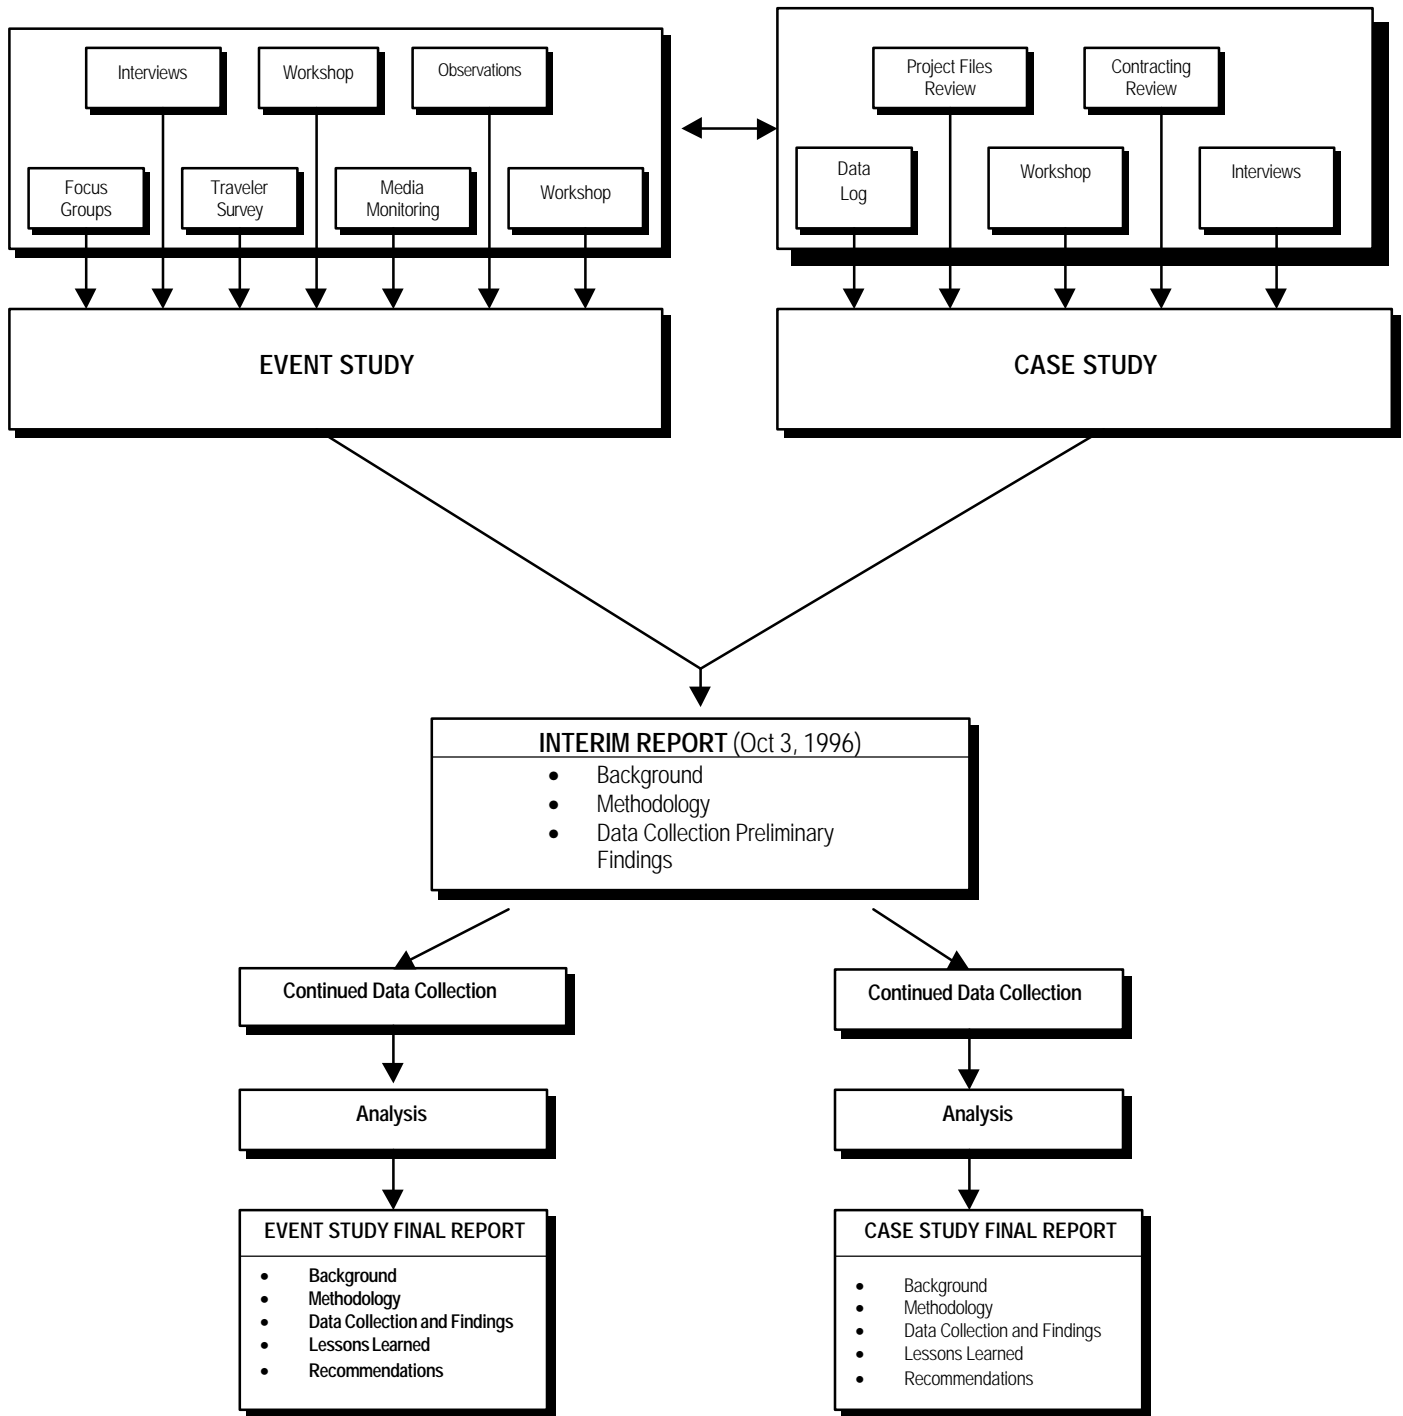 Interviews
Workshop
Observations
Focus
Groups
Traveler
Survey
Media
Monitoring
Workshop
Project Files
Review
Contracting
Review
Data
Log
Workshop
Interviews
EVENT STUDY
CASE STUDY
INTERIM REPORT (Oct 3, 1996)
• Background
• Methodology
• Data Collection Preliminary
Findings
Continued Data Collection
Analysis
EVENT STUDY FINAL REPORT
• Background
• Methodology
• Data Collection and Findings
• Lessons Learned
• Recommendations
Continued Data Collection
Analysis
CASE STUDY FINAL REPORT
• Background
• Methodology
• Data Collection and Findings
• Lessons Learned
• Recommendations